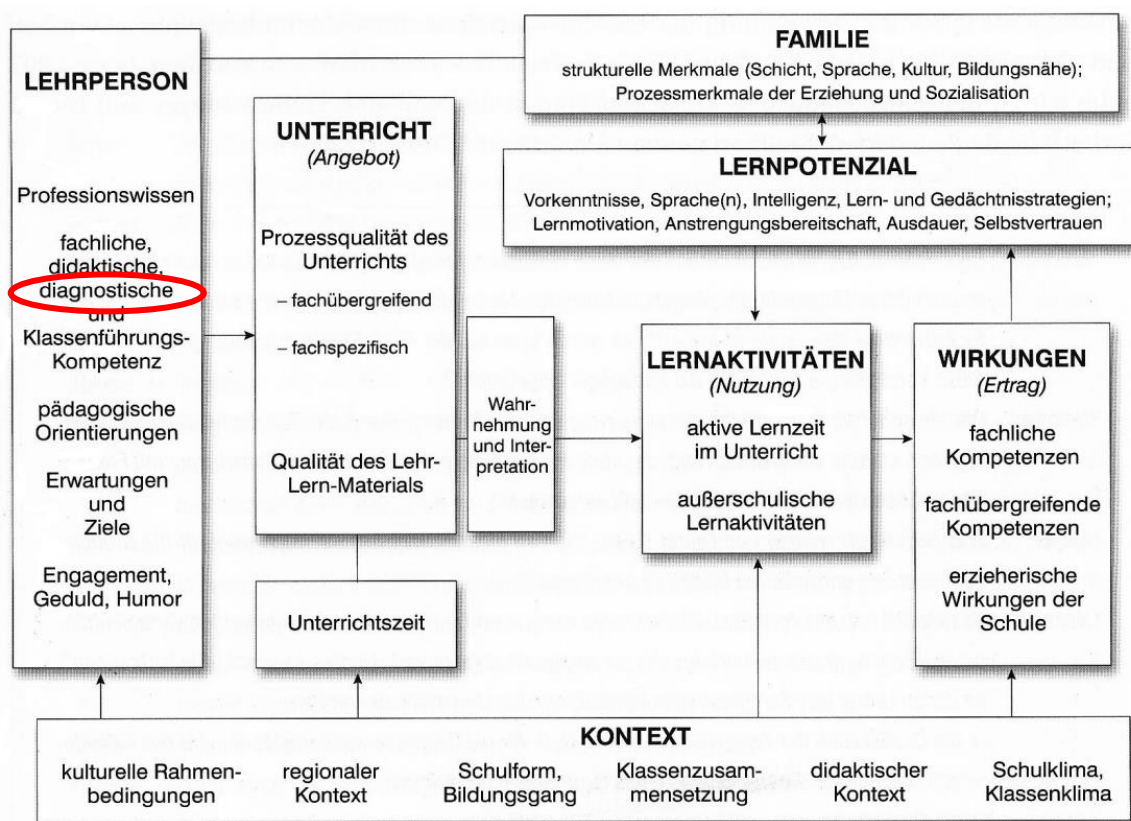 LEHRPERSON
Professionswissen
fachliche,
didaktische,
diagnostische
und
Klassenführungs-
Kompetenz
pädagogische
Orientierungen
Erwartungen
und
Ziele
Engagement,
Geduld, Humor
UNTERRICHT
(Angebot)
Prozessqualität des
Unterrichts
– fachübergreifend
– fachspezifisch
Qualität des Lehr-
Lern-Materials
Unterrichtszeit
Wahr-
nehmung
und Inter-
pretation
FAMILIE
strukturelle Merkmale (Schicht, Sprache, Kultur, Bildungsnähe);
Prozessmerkmale der Erziehung und Sozialisation
LERNPOTENZIAL
Vorkenntnisse, Sprache(n), Intelligenz, Lern- und Gedächtnisstrategien;
Lernmotivation, Anstrengungsbereitschaft, Ausdauer, Selbstvertrauen
LERNAKTIVITÄTEN
(Nutzung)
aktive Lernzeit
im Unterricht
außerschulische
Lernaktivitäten
WIRKUNGEN
(Ertrag)
fachliche
Kompetenzen
fachübergreifende
Kompetenzen
erzieherische
Wirkungen der
Schule
KONTEXT
kulturelle Rahmen-
bedingungen
regionaler
Kontext
Schulform,
Bildungsgang
Klassenzusam-
mensetzung
didaktischer
Kontext
Schulklima,
Klassenklima